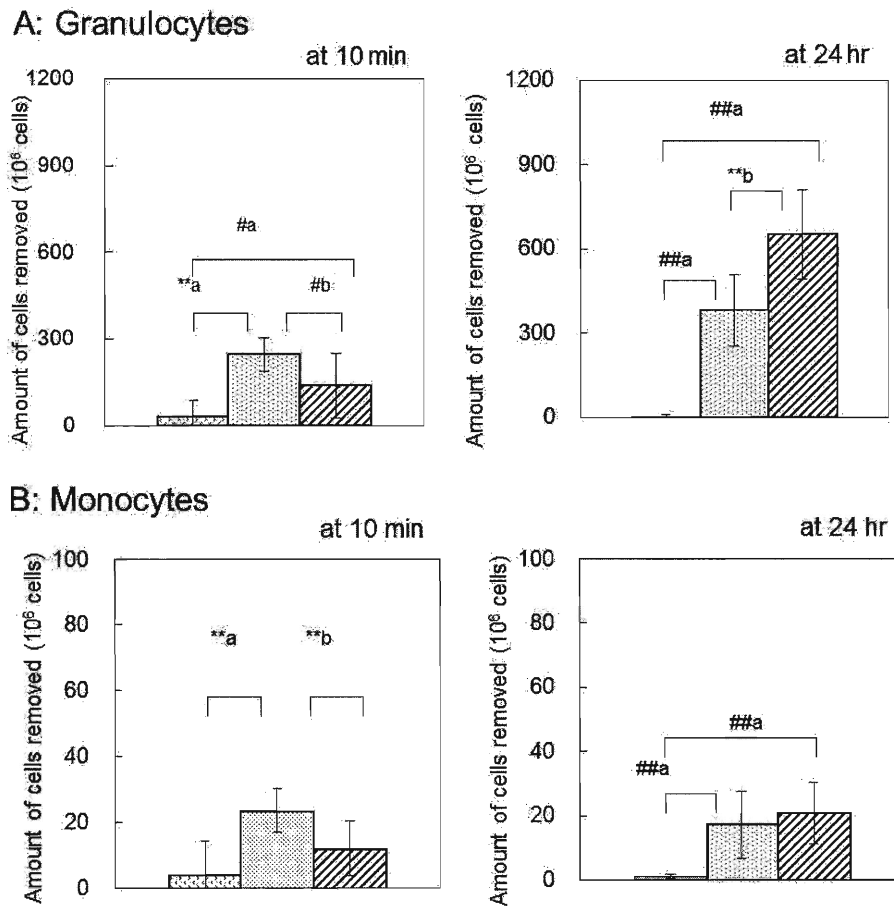 A: Granulocytes
at 10 min
at 24 hr
Amount of cells removed (10⁶ cells)
1200
900
600
300
0
#a
**a
#b
Amount of cells removed (10⁶ cells)
1200
900
600
300
0
##a
**b
##a
B: Monocytes
at 10 min
at 24 hr
Amount of cells removed (10⁶ cells)
100
80
60
40
20
0
**a
**b
Amount of cells removed (10⁶ cells)
100
80
60
40
20
0
##a
##a